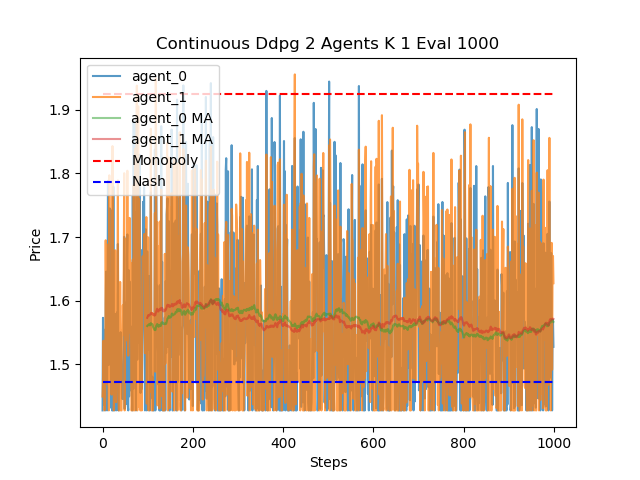 Continuous Ddpg 2 Agents K 1 Eval 1000
agent_0
agent_1
agent_0 MA
agent_1 MA
Monopoly
Nash
Price
1.9
1.8
1.7
1.6
1.5
0
200
400
600
800
1000
Steps